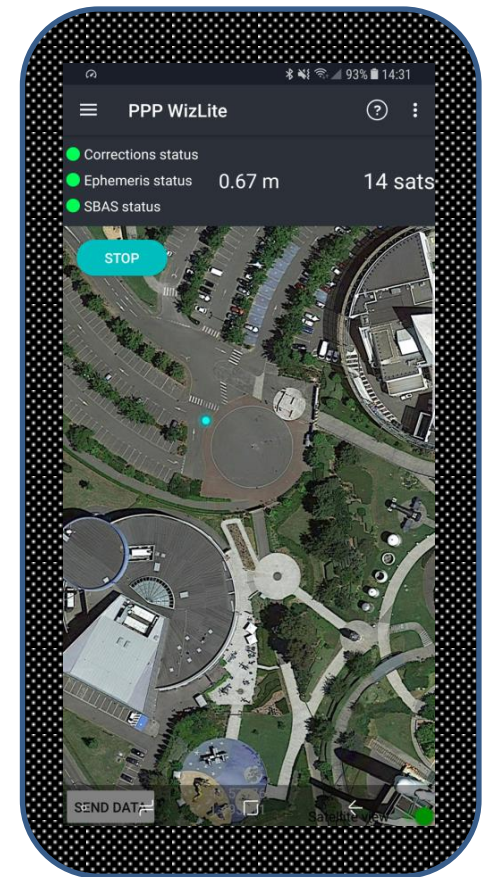 93% 14:31
PPP WizLite ?
Corrections status
Ephemeris status 0.67 m 14 sats
SBAS status
STOP
SEND DATA
Satellite view